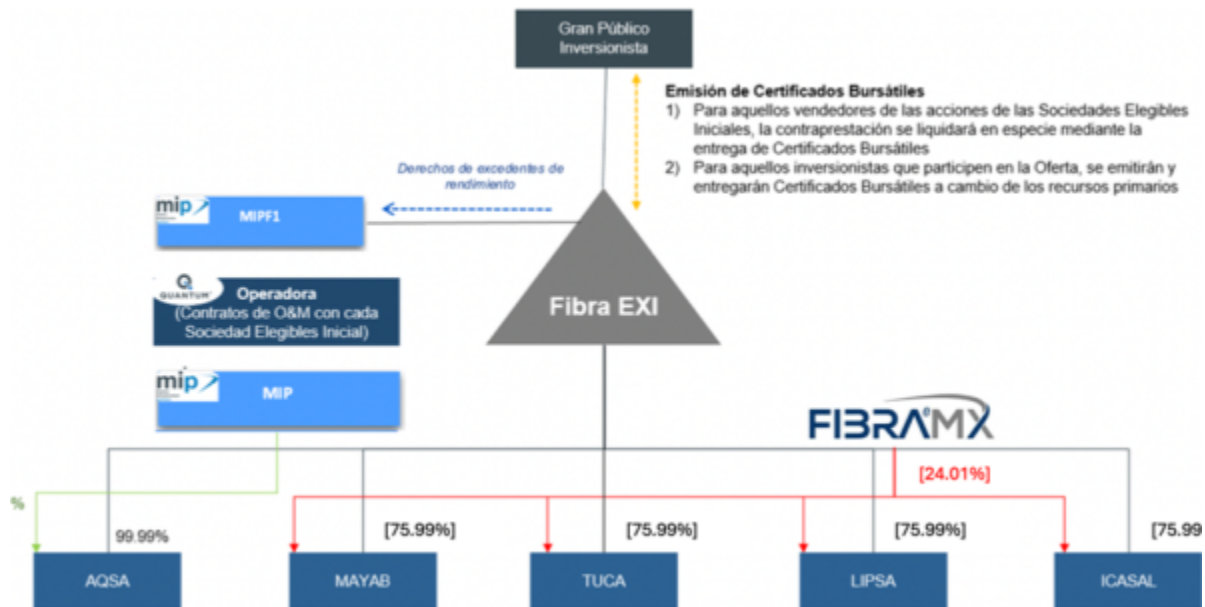 Gran Público
Inversionista
Emisión de Certificados Bursátiles
1) Para aquellos vendedores de las acciones de las Sociedades Elegibles
Iniciales, la contraprestación se liquidará en especie mediante la
entrega de Certificados Bursátiles
2) Para aquellos inversionistas que participen en la Oferta, se emitirán y
entregarán Certificados Bursátiles a cambio de los recursos primarios
Derechos de excedentes de
rendimiento
mip
MIPF1
QUANTUM
Operadora
(Contratos de O&M con cada
Sociedad Elegibles Inicial)
Fibra EXI
mip
MIP
FIBRAeMX
[24.01%]
%
99.99%
[75.99%]
[75.99%]
[75.99%]
[75.99
AQSA
MAYAB
TUCA
LIPSA
ICASAL